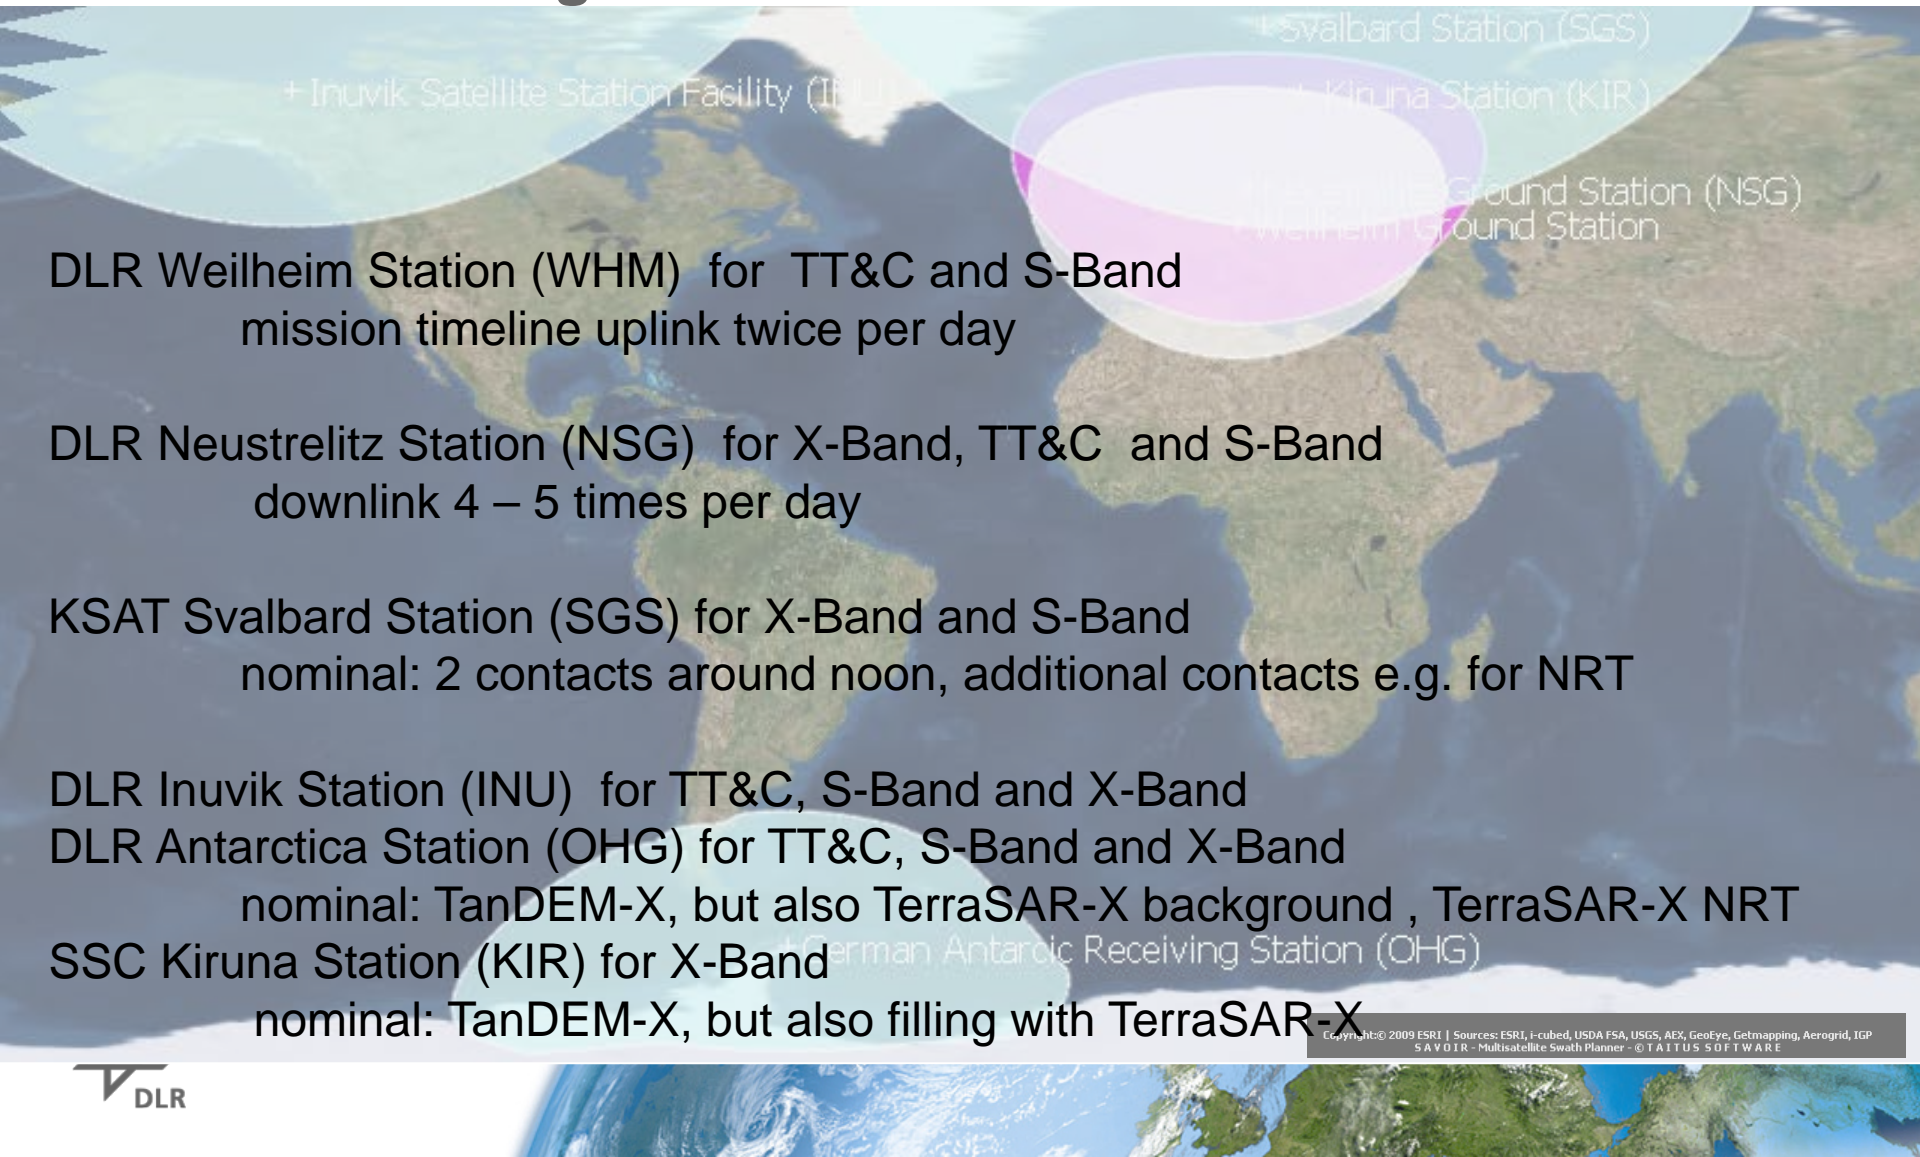 + Svalbard Station (SGS)
+ Inuvik Satellite Station Facility (INU)
+ Kiruna Station (KIR)
Ground Station (NSG)
Weilheim Ground Station
DLR Weilheim Station (WHM) for TT&C and S-Band
mission timeline uplink twice per day
DLR Neustrelitz Station (NSG) for X-Band, TT&C and S-Band
downlink 4 – 5 times per day
KSAT Svalbard Station (SGS) for X-Band and S-Band
nominal: 2 contacts around noon, additional contacts e.g. for NRT
DLR Inuvik Station (INU) for TT&C, S-Band and X-Band
DLR Antarctica Station (OHG) for TT&C, S-Band and X-Band
nominal: TanDEM-X, but also TerraSAR-X background , TerraSAR-X NRT
SSC Kiruna Station (KIR) for X-Band
+ German Antarcic Receiving Station (OHG)
nominal: TanDEM-X, but also filling with TerraSAR-X
Copyright:© 2009 ESRI | Sources: ESRI, i-cubed, USDA FSA, USGS, AEX, GeoEye, Getmapping, Aerogrid, IGP
S A V O I R - Multisatellite Swath Planner - © T A I T U S S O F T W A R E
DLR